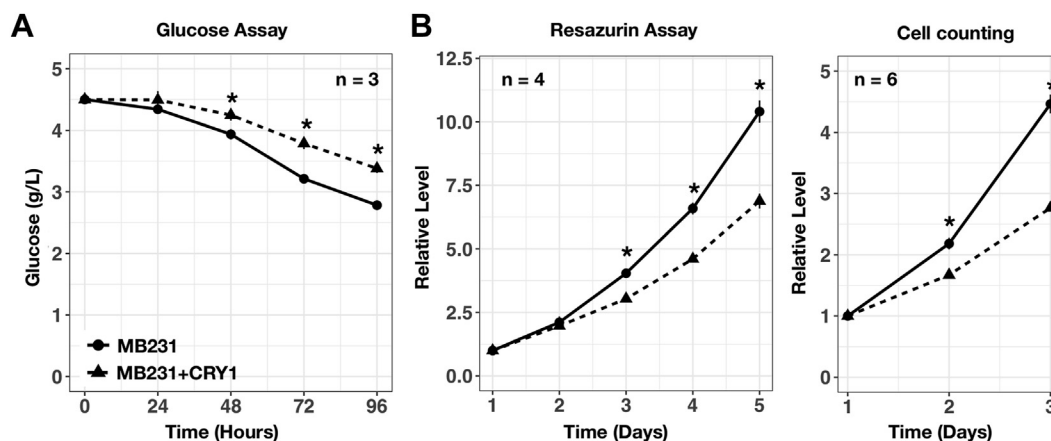 A
Glucose Assay
n = 3
*
*
*
5
4
3
2
1
0
Glucose (g/L)
MB231
MB231+CRY1
0 24 48 72 96
Time (Hours)
B
Resazurin Assay
n = 4
*
*
*
12.5
10.0
7.5
5.0
2.5
0.0
Relative Level
1 2 3 4 5
Time (Days)
Cell counting
n = 6
*
*
5
4
3
2
1
0
Relative Level
1 2 3
Time (Days)